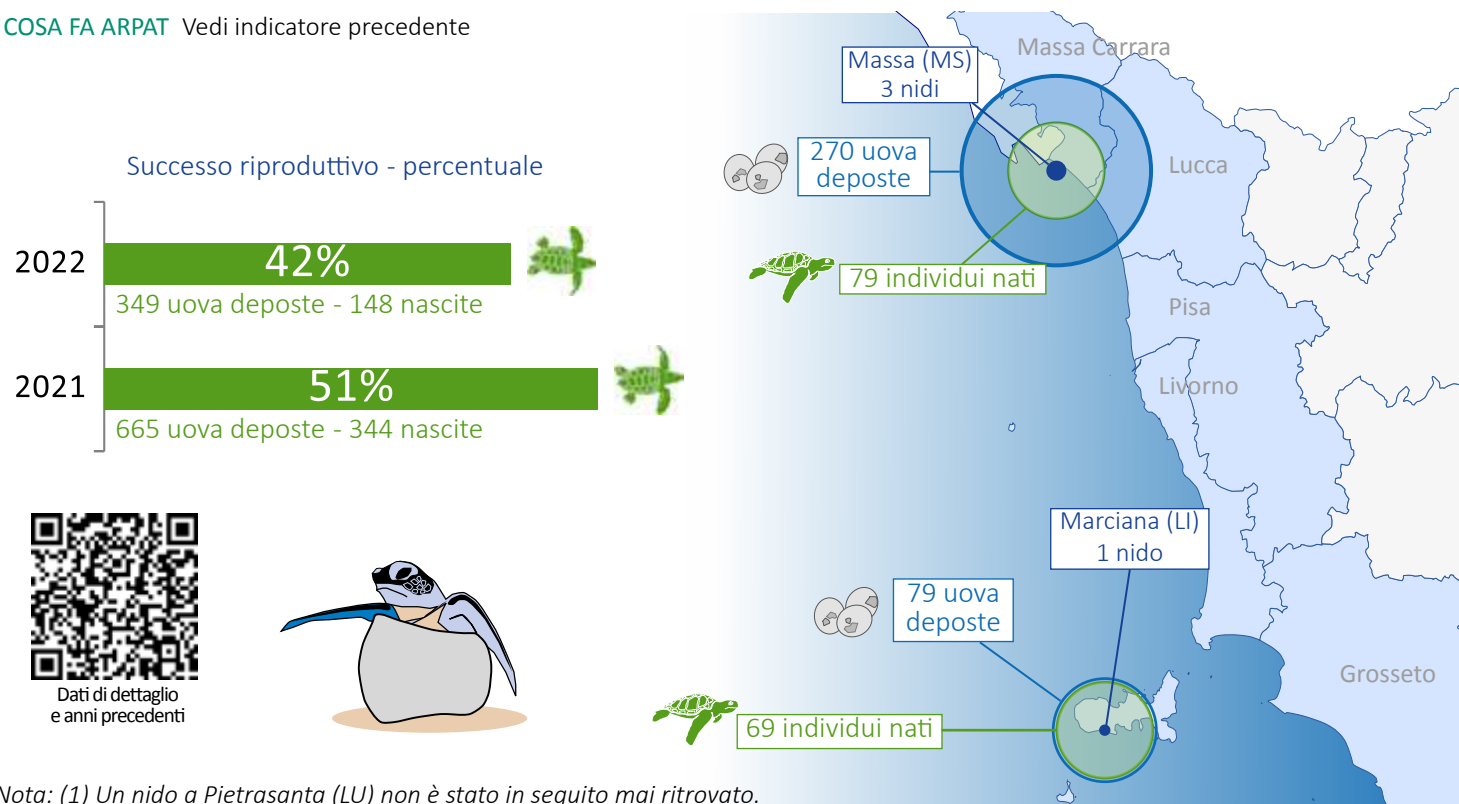 COSA FA ARPAT Vedi indicatore precedente
Successo riproduttivo - percentuale
2022
42%
349 uova deposte - 148 nascite
2021
51%
665 uova deposte - 344 nascite
Dati di dettaglio
e anni precedenti
Massa Carrara
Massa (MS)
3 nidi
270 uova
deposte
Lucca
79 individui nati
Pisa
Livorno
Marciana (LI)
1 nido
79 uova
deposte
Grosseto
69 individui nati
Nota: (1) Un nido a Pietrasanta (LU) non è stato in seguito mai ritrovato.